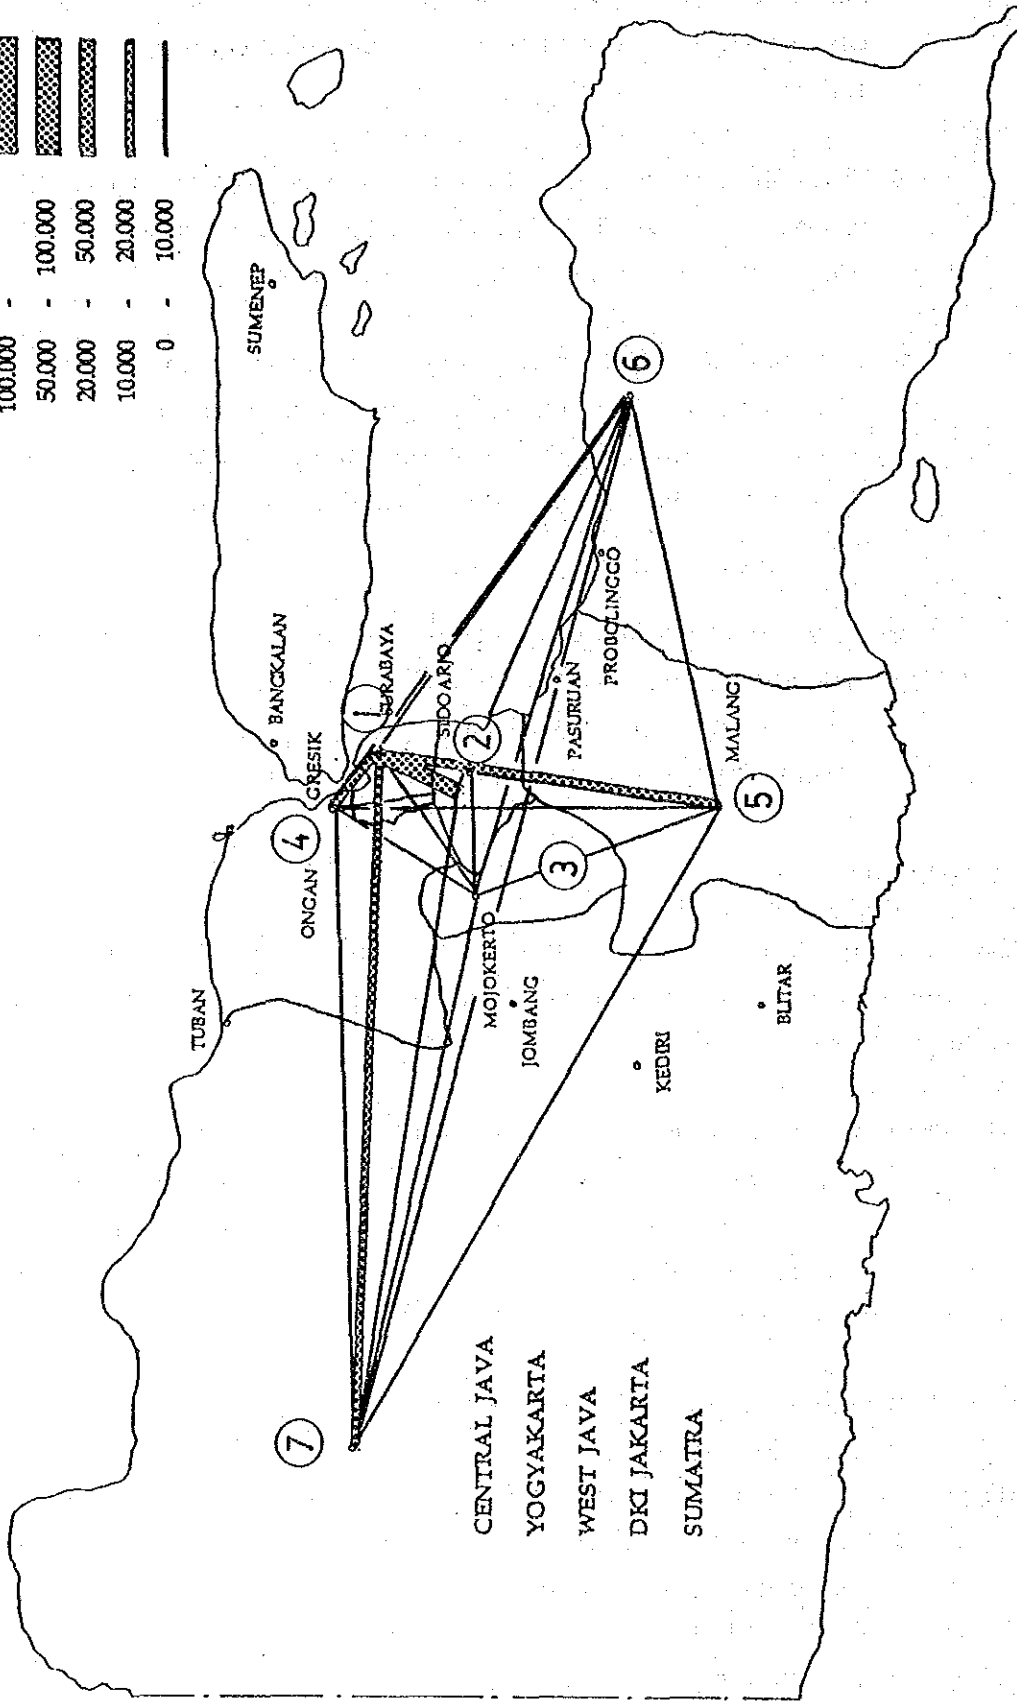 100.000 -
50.000 - 100.000
20.000 - 50.000
10.000 - 20.000
0 - 10.000
SUMENEP
BANGKALAN
GRESIK
1
SURABAYA
4
ONGAN
TUBAN
SIDOARJO
2
6
PROBOLINGGO
PASURUAN
3
MALANG
5
MOJOKERTO
JOMBANG
KEDIRI
BLITAR
7
CENTRAL JAVA
YOGYAKARTA
WEST JAVA
DKI JAKARTA
SUMATRA